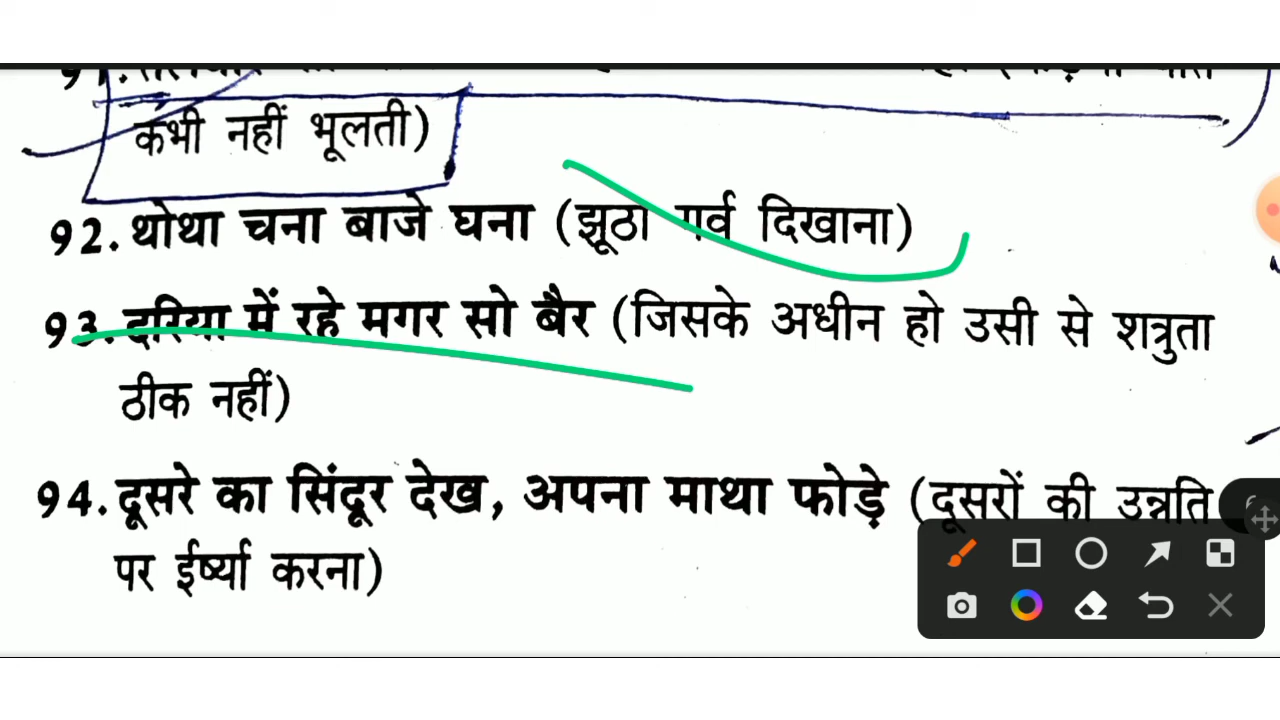 कभी नहीं भूलती)
92. थोथा चना बाजे घना (झूठा गर्व दिखाना)
93. दरिया में रहे मगर सो बैर (जिसके अधीन हो उसी से शत्रुता
ठीक नहीं)
94. दूसरे का सिंदूर देख, अपना माथा फोड़े (दूसरों की उन्नति
पर ईर्ष्या करना)